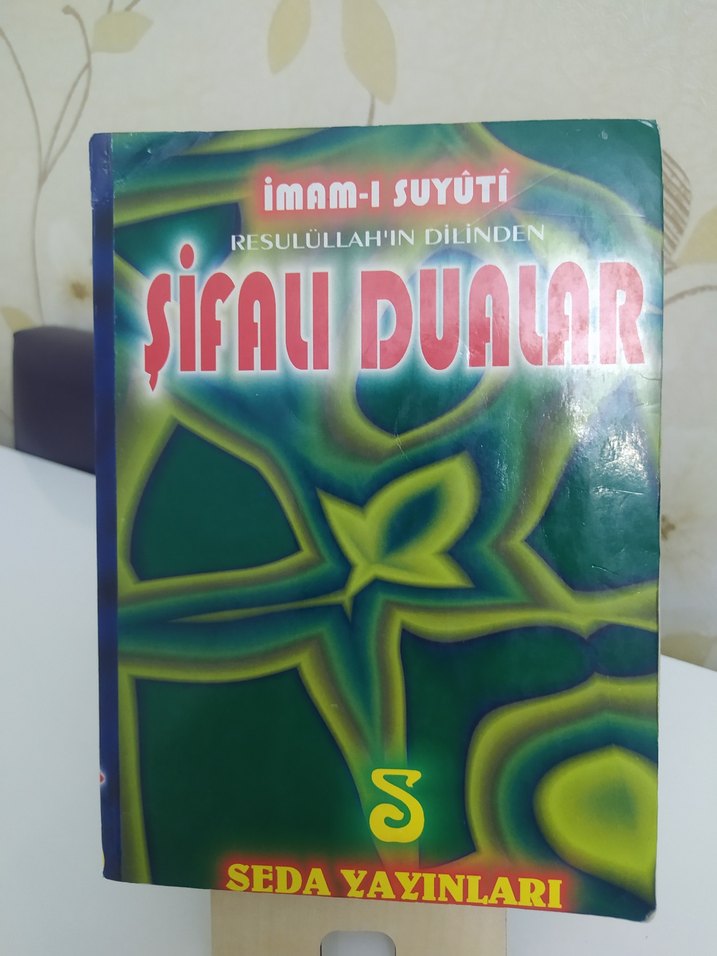 İMAM-I SUYÛTÎ
RESULÜLLAH'IN DİLİNDEN
ŞİFALI DUALAR
S
SEDA YAYINLARI